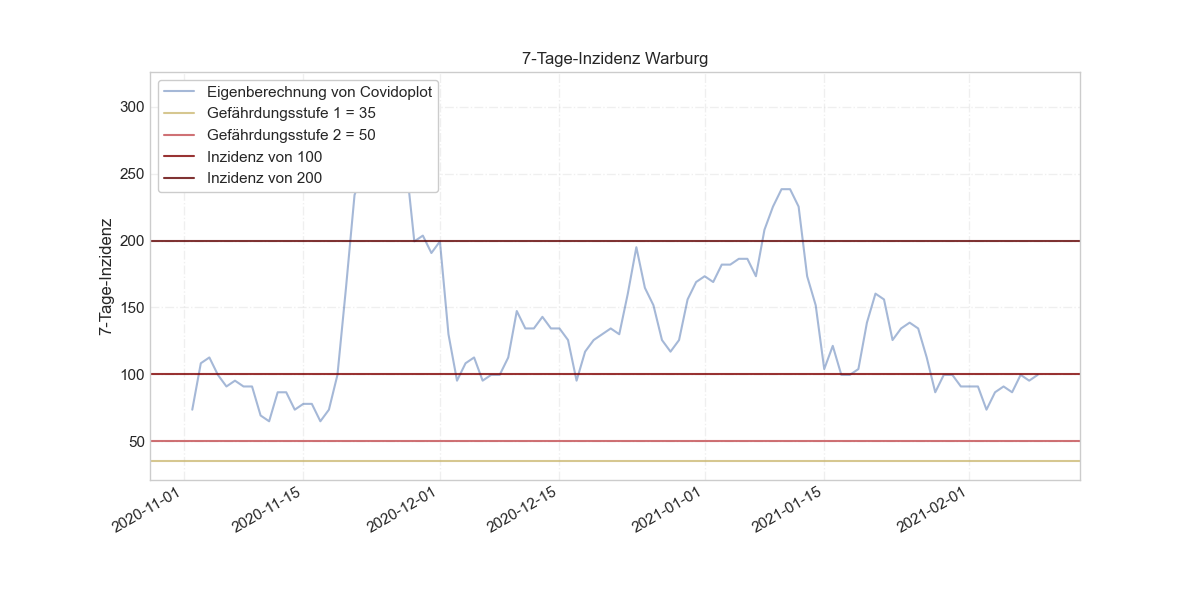 7-Tage-Inzidenz Warburg
Eigenberechnung von Covidoplot
Gefährdungsstufe 1 = 35
Gefährdungsstufe 2 = 50
Inzidenz von 100
Inzidenz von 200
7-Tage-Inzidenz
300
250
200
150
100
50
2020-11-01
2020-11-15
2020-12-01
2020-12-15
2021-01-01
2021-01-15
2021-02-01